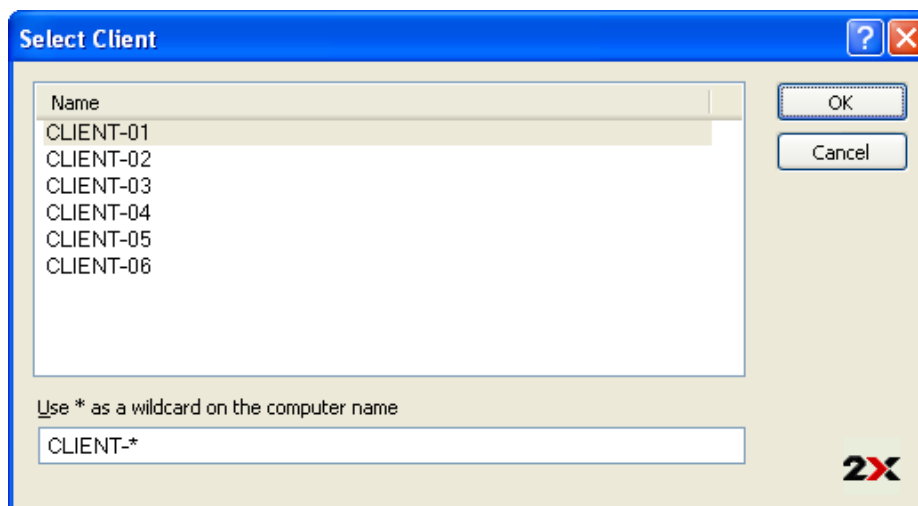 Select Client
Name
CLIENT-01
CLIENT-02
CLIENT-03
CLIENT-04
CLIENT-05
CLIENT-06
OK
Cancel
Use * as a wildcard on the computer name
CLIENT-*
2X